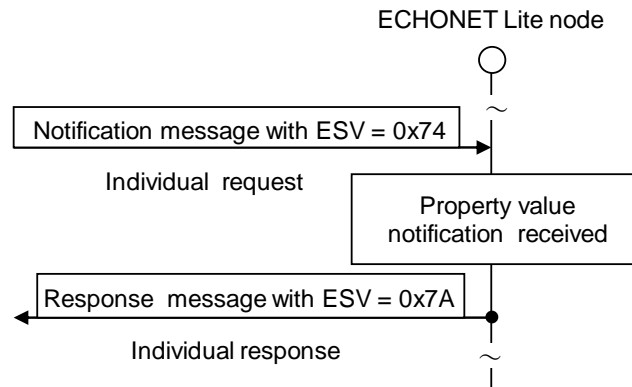 ECHONET Lite node
Notification message with ESV = 0x74
Individual request
Property value
notification received
Response message with ESV = 0x7A
Individual response